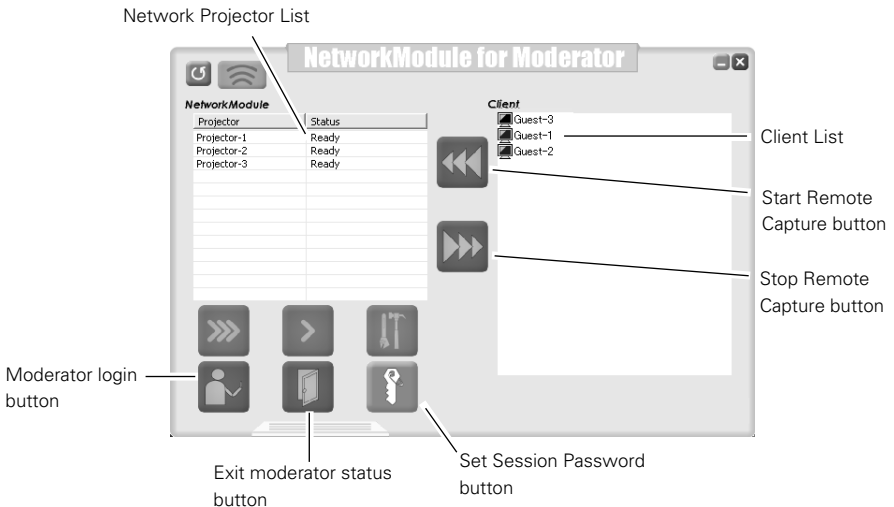 Network Projector List
NetworkModule for Moderator
NetworkModule
Client
Projector Status
Projector-1 Ready
Projector-2 Ready
Projector-3 Ready
Guest-3
Guest-1
Guest-2
Client List
Start Remote
Capture button
Stop Remote
Capture button
Moderator login
button
Exit moderator status
button
Set Session Password
button